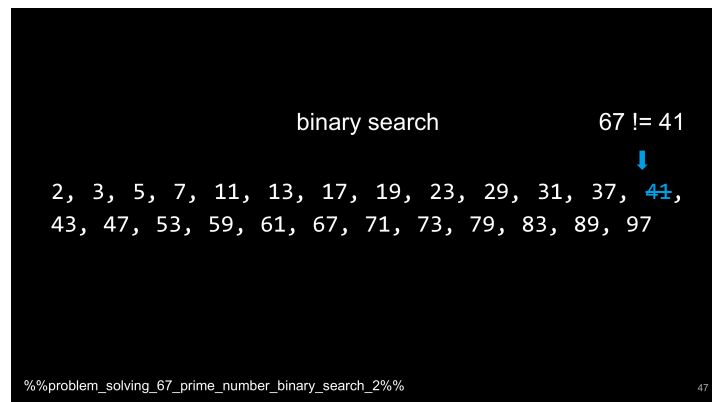 binary search
67 != 41
2, 3, 5, 7, 11, 13, 17, 19, 23, 29, 31, 37, 41,
43, 47, 53, 59, 61, 67, 71, 73, 79, 83, 89, 97
%%problem_solving_67_prime_number_binary_search_2%%
47